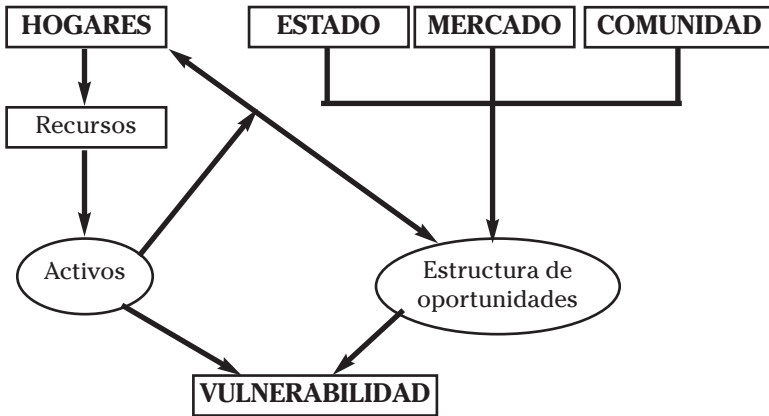 HOGARES
ESTADO
MERCADO
COMUNIDAD
Recursos
Activos
Estructura de
oportunidades
VULNERABILIDAD